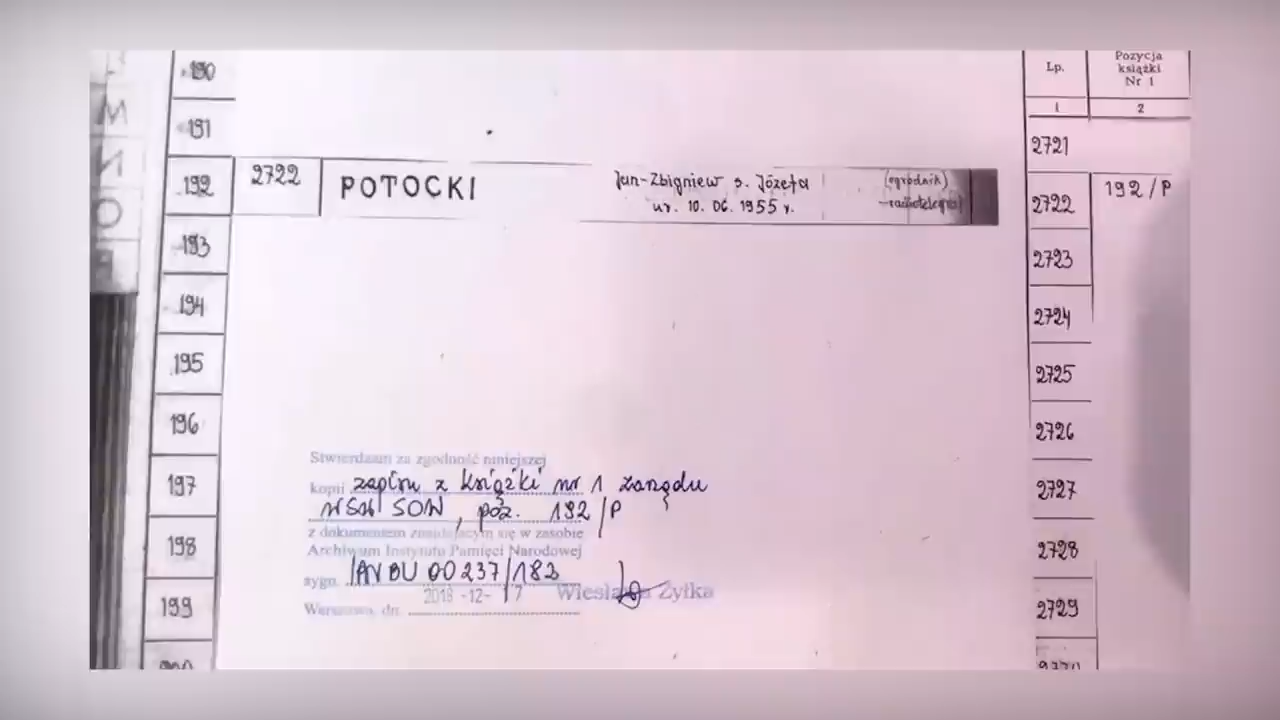 190
191
192 2722 POTOCKI Jan-Zbigniew s. Józefa (ogrodnik)
ur. 10. 06. 1955 r.
193
194
195
196
197
198
199
Stwierdzam za zgodność niniejszej
kopii zapisu z książki nr 1 zarządu
WSW SOW, poz. 192/P
z dokumentem znajdującym się w zasobie
Archiwum Instytutu Pamięci Narodowej
sygn. IPN BU 00237/182
Warszawa, dn. 2018 -12- 17
Wiesława Żyłka
Lp. Pozycja
książki
Nr 1
1 2
2721
2722 192/P
2723
2724
2725
2726
2727
2728
2729
M
N
O
P